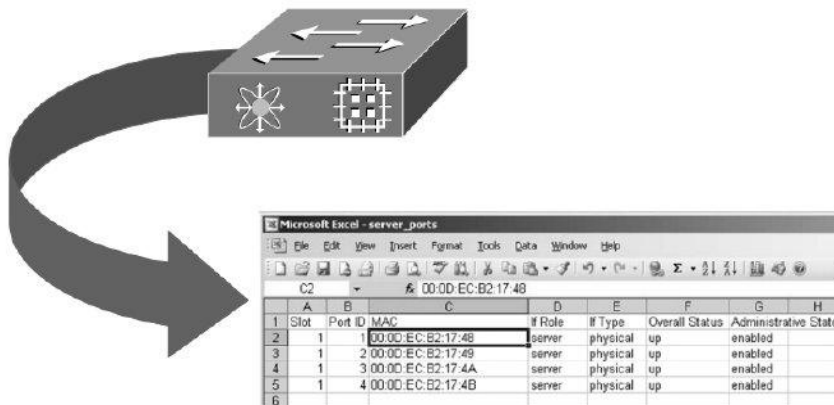 Microsoft Excel - server_ports
File Edit View Insert Format Tools Data Window Help
C2 fx 00:0D:EC:B2:17:48
A B C D E F G H
1 Slot Port ID MAC If Role If Type Overall Status Administrative State
2 1 1 00:0D:EC:B2:17:48 server physical up enabled
3 1 2 00:0D:EC:B2:17:49 server physical up enabled
4 1 3 00:0D:EC:B2:17:4A server physical up enabled
5 1 4 00:0D:EC:B2:17:4B server physical up enabled
6